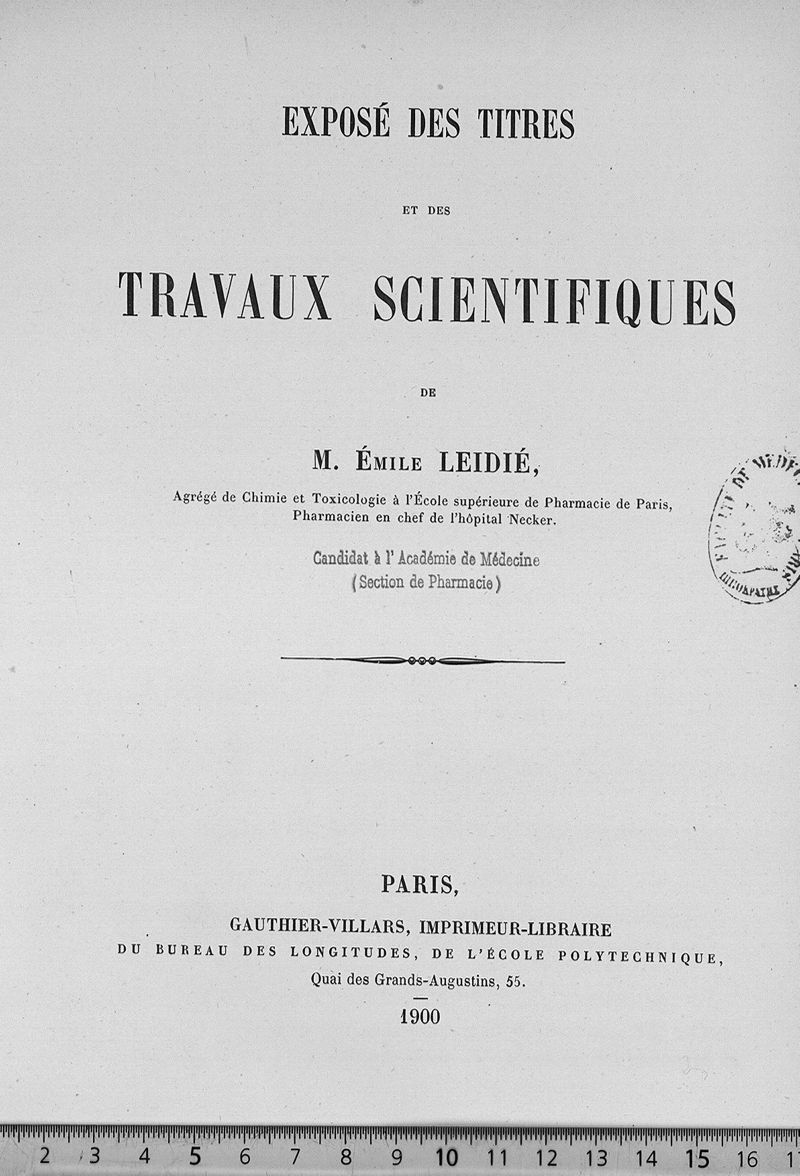 EXPOSÉ DES TITRES
ET DES
TRAVAUX SCIENTIFIQUES
DE
M. ÉMILE LEIDIÉ,
Agrégé de Chimie et Toxicologie à l'École supérieure de Pharmacie de Paris,
Pharmacien en chef de l'hôpital Necker.
Candidat à l'Académie de Médecine
(Section de Pharmacie)
PARIS,
GAUTHIER-VILLARS, IMPRIMEUR-LIBRAIRE
DU BUREAU DES LONGITUDES, DE L'ÉCOLE POLYTECHNIQUE,
Quai des Grands-Augustins, 55.
1900
2 3 4 5 6 7 8 9 10 11 12 13 14 15 16